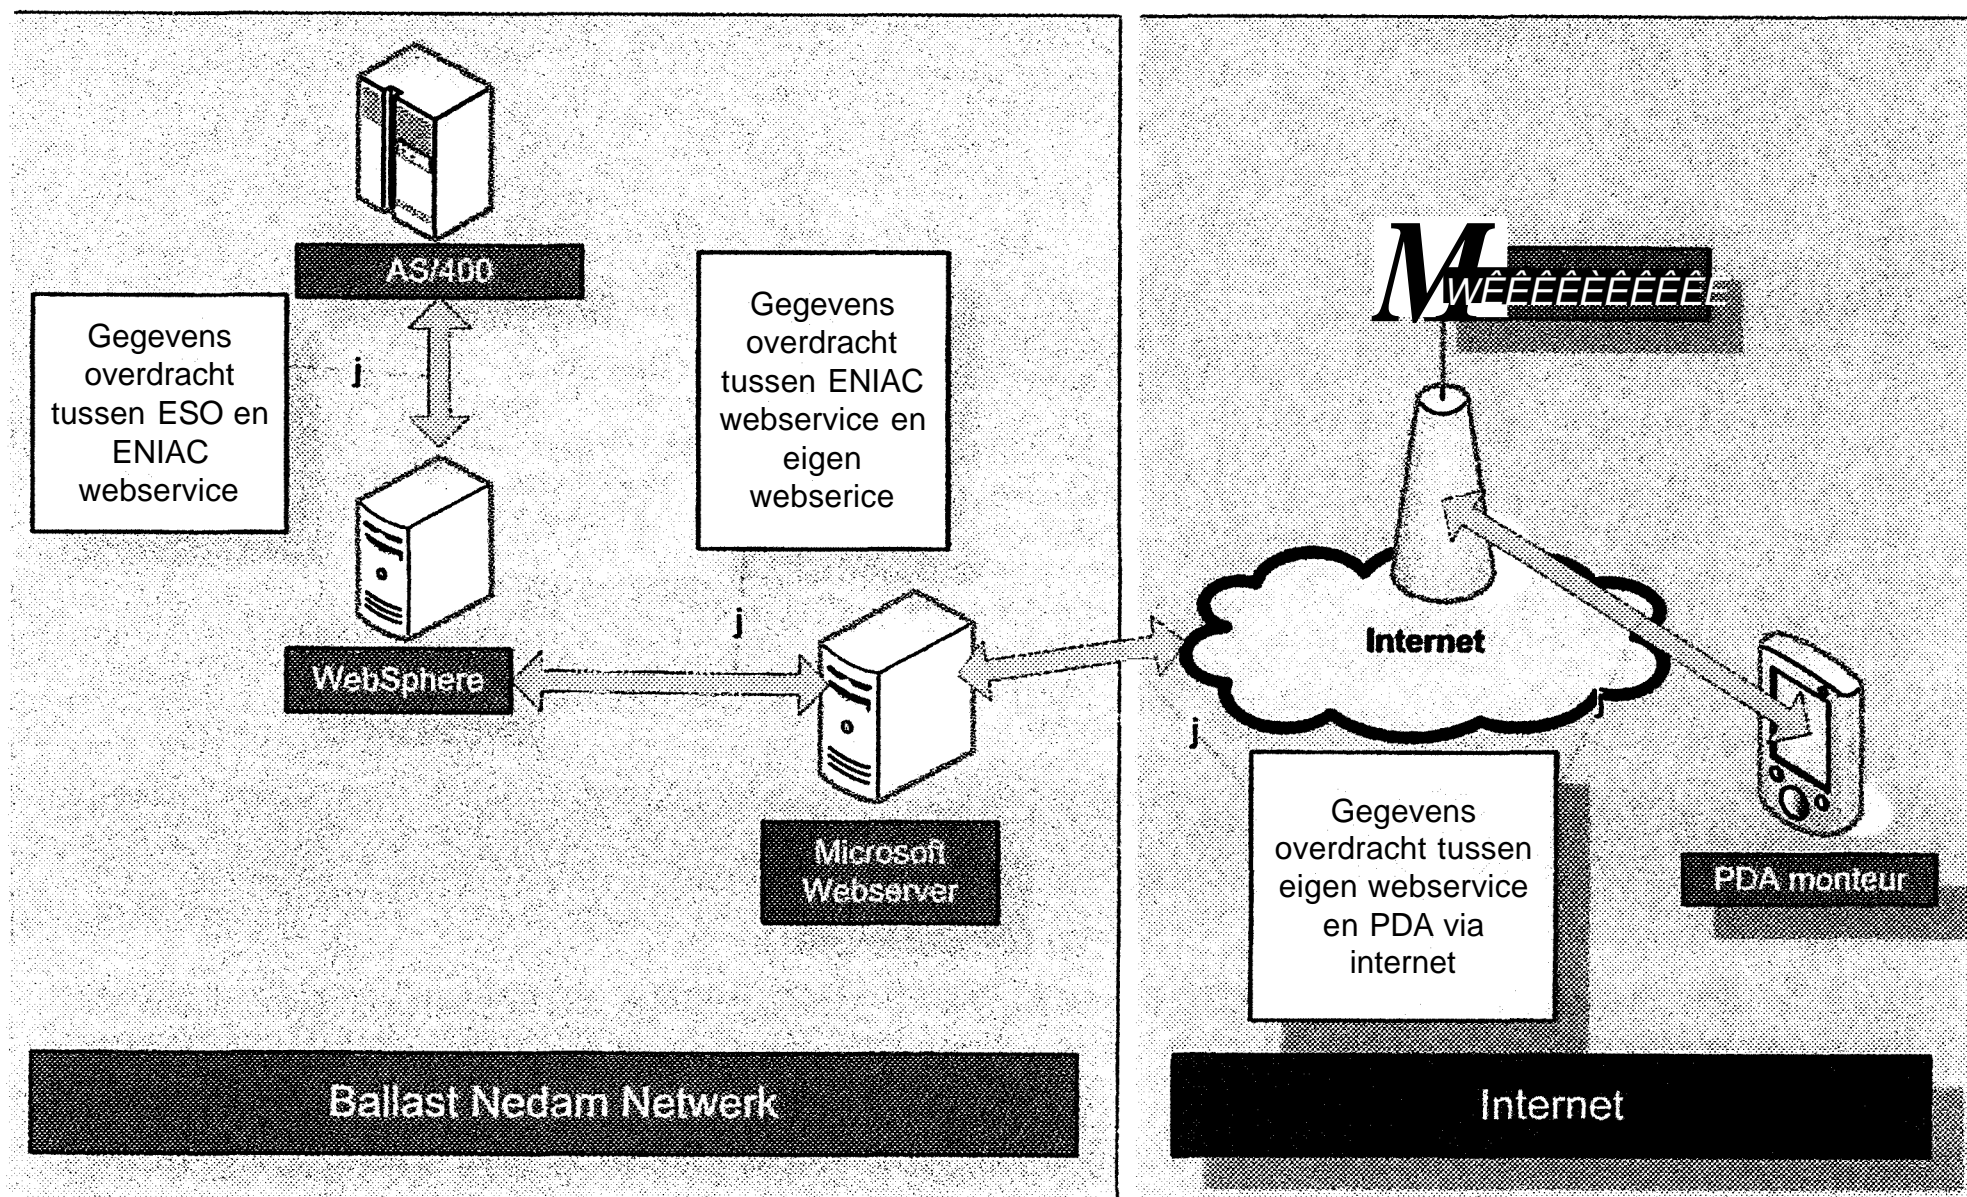 AS/400
Gegevens
overdracht
tussen ESO en
ENIAC
webservice
j
Gegevens
overdracht
tussen ENIAC
webservice en
eigen
webserice
j
WebSphere
Microsoft
Webserver
MWÊÊÊÊÈÊÊÊÊÊ
Internet
j
j
Gegevens
overdracht tussen
eigen webservice
en PDA via
internet
PDA monteur
Ballast Nedam Netwerk
Internet